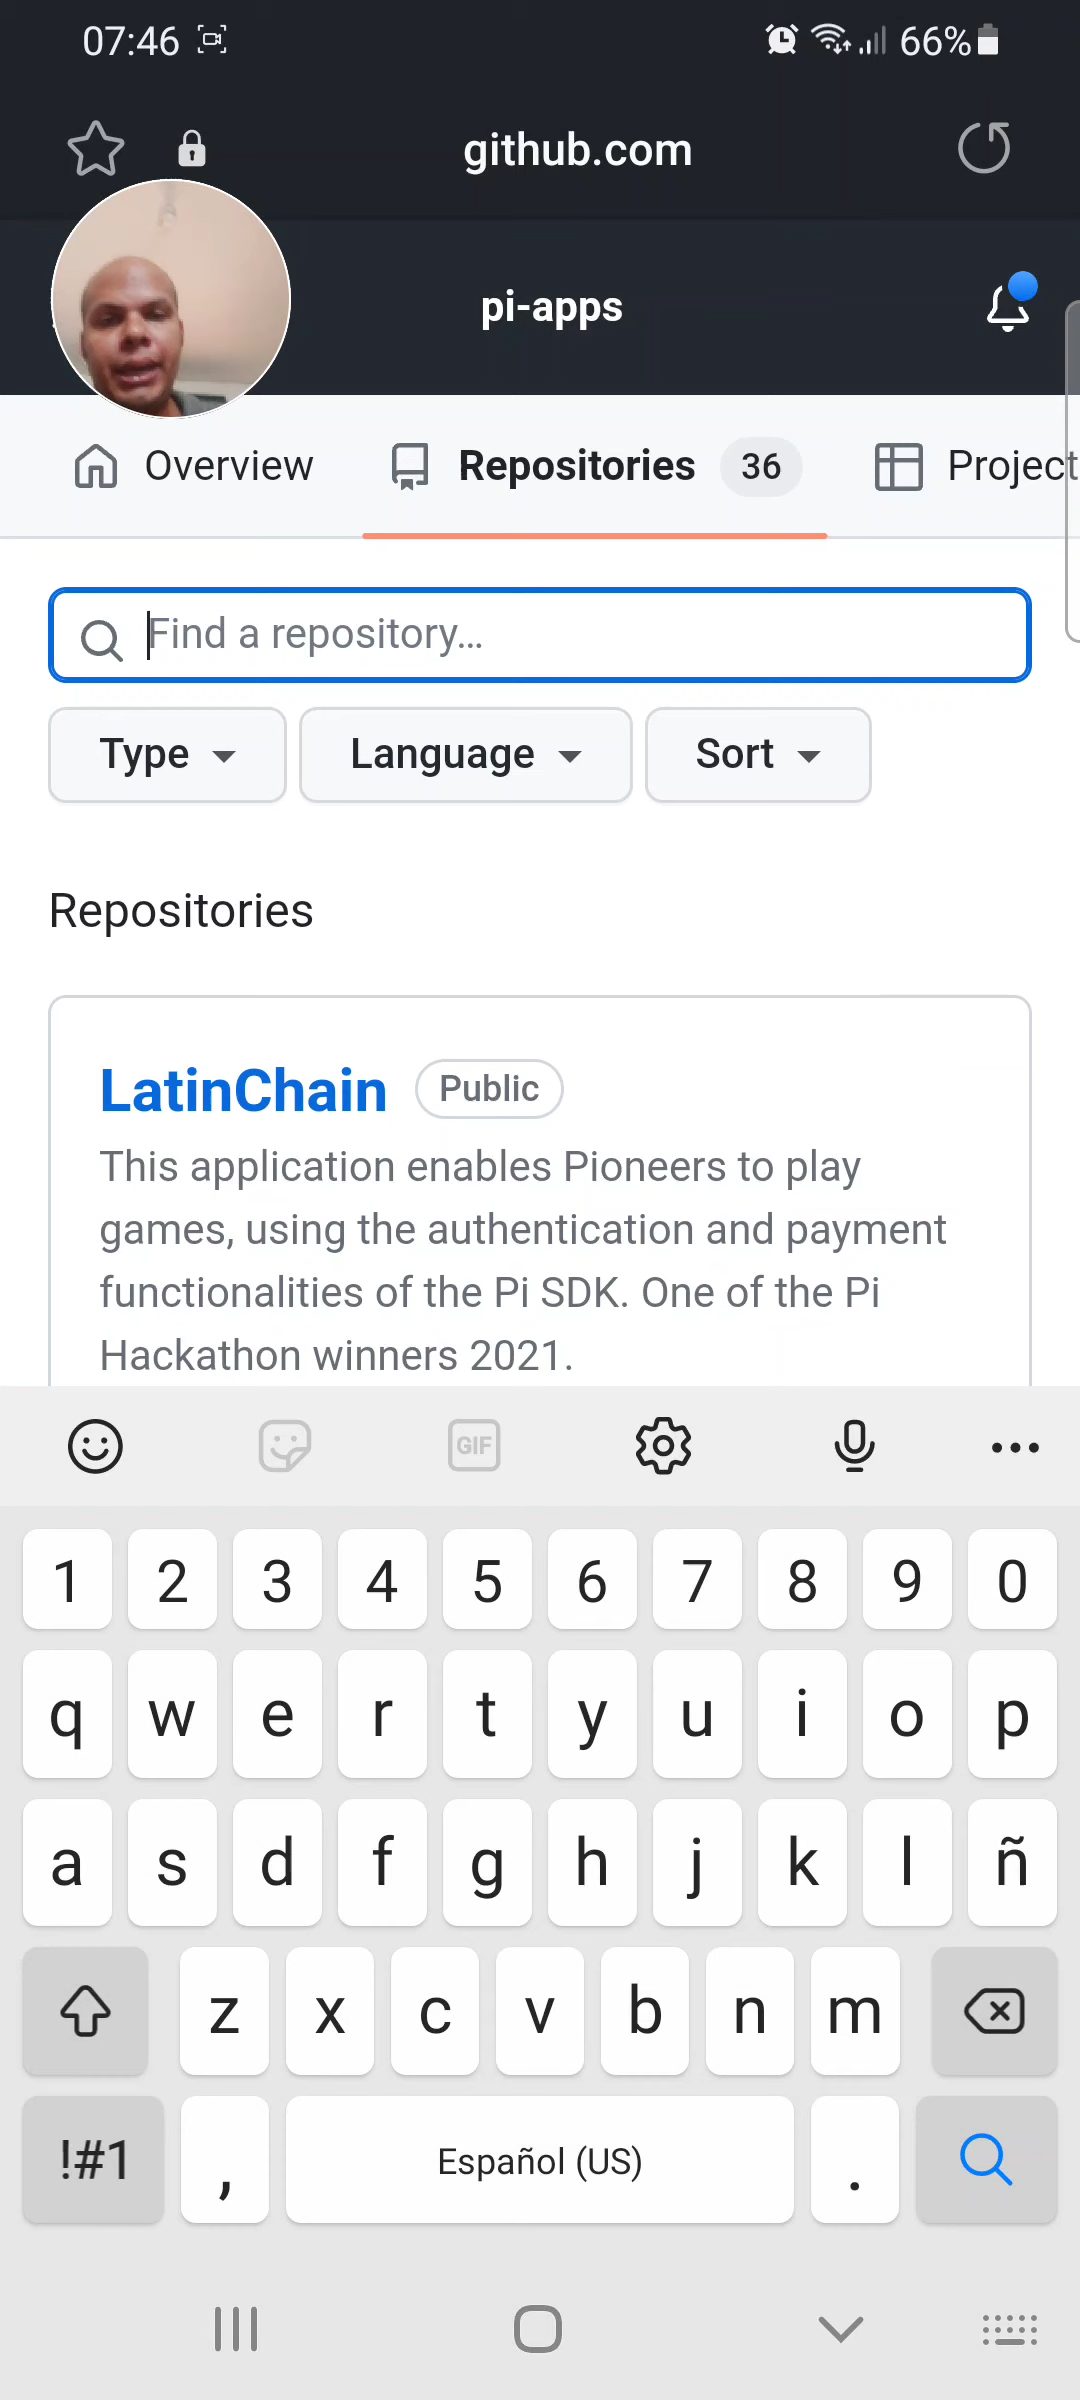 07:46
66%
github.com
pi-apps
Overview
Repositories 36
Project
Find a repository...
Type
Language
Sort
Repositories
LatinChain Public
This application enables Pioneers to play
games, using the authentication and payment
functionalities of the Pi SDK. One of the Pi
Hackathon winners 2021.
GIF
1 2 3 4 5 6 7 8 9 0
q w e r t y u i o p
a s d f g h j k l ñ
z x c v b n m
!#1 , Español (US) .